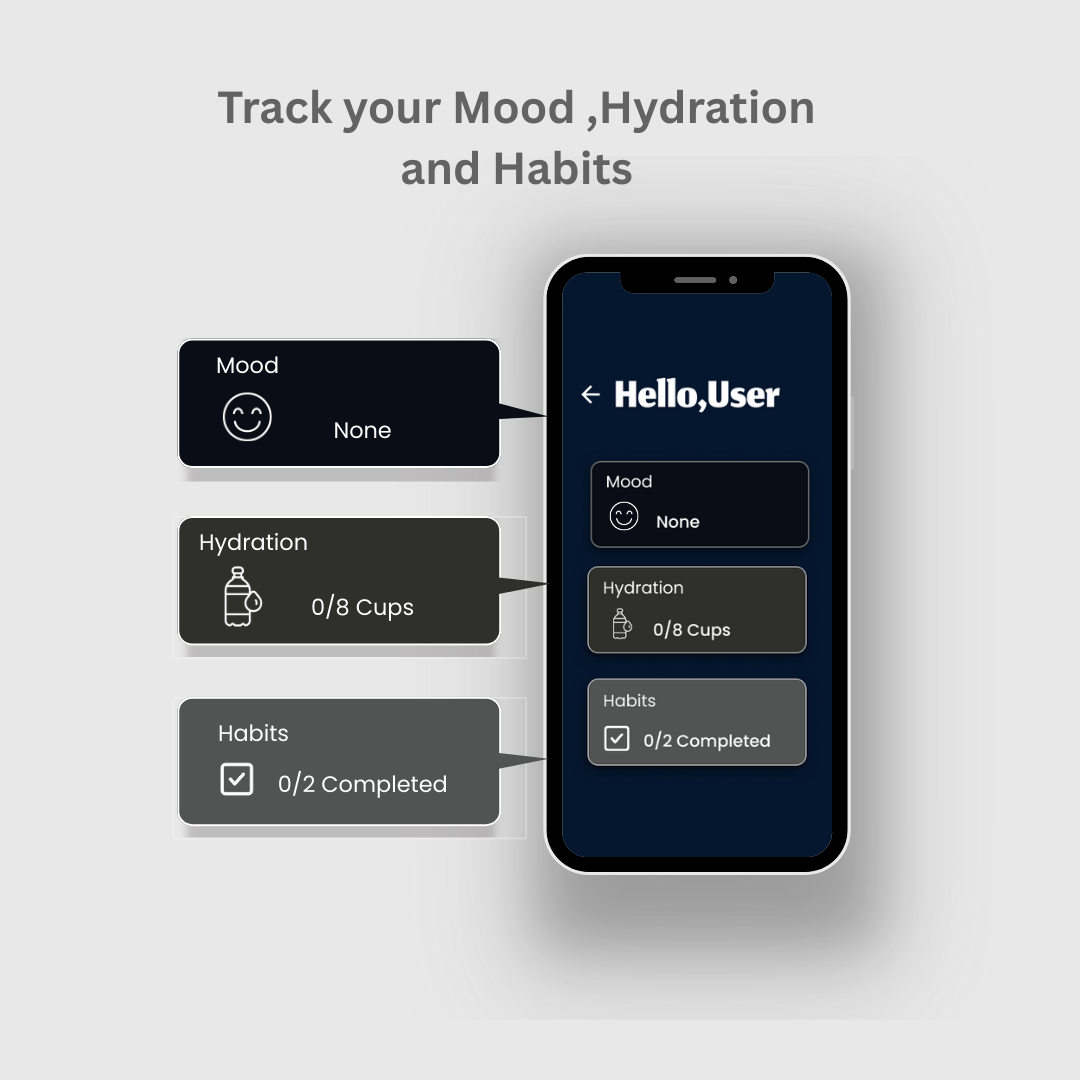 Track your Mood ,Hydration
and Habits
Mood
None
Hydration
0/8 Cups
Habits
0/2 Completed
Hello,User
Mood
None
Hydration
0/8 Cups
Habits
0/2 Completed